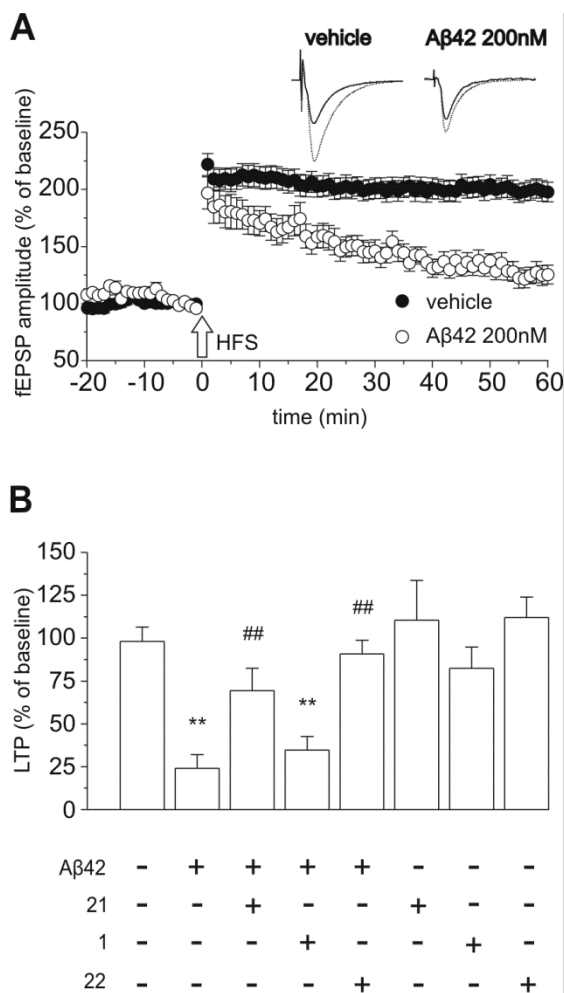 A
vehicle Aβ42 200nM
fEPSP amplitude (% of baseline)
250
200
150
100
50
HFS
vehicle
Aβ42 200nM
-20 -10 0 10 20 30 40 50 60
time (min)
B
LTP (% of baseline)
150
125
100
75
50
25
0
** ## ** ##
Aβ42 - + + + + - - -
21 - - + - - + - -
1 - - - + - - + -
22 - - - - + - - +